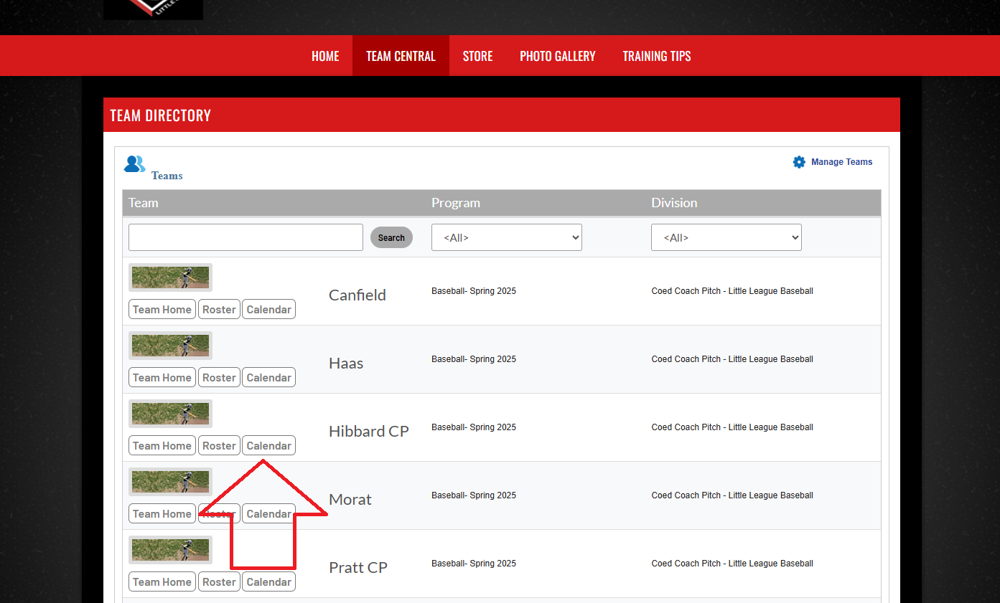 LITTLE
HOME TEAM CENTRAL STORE PHOTO GALLERY TRAINING TIPS
TEAM DIRECTORY
Teams
Manage Teams
Team Program Division
Search <All> <All>
Canfield Baseball- Spring 2025 Coed Coach Pitch - Little League Baseball
Team Home Roster Calendar
Haas Baseball- Spring 2025 Coed Coach Pitch - Little League Baseball
Team Home Roster Calendar
Hibbard CP Baseball- Spring 2025 Coed Coach Pitch - Little League Baseball
Team Home Roster Calendar
Morat Baseball- Spring 2025 Coed Coach Pitch - Little League Baseball
Team Home Roster Calendar
Pratt CP Baseball- Spring 2025 Coed Coach Pitch - Little League Baseball
Team Home Roster Calendar